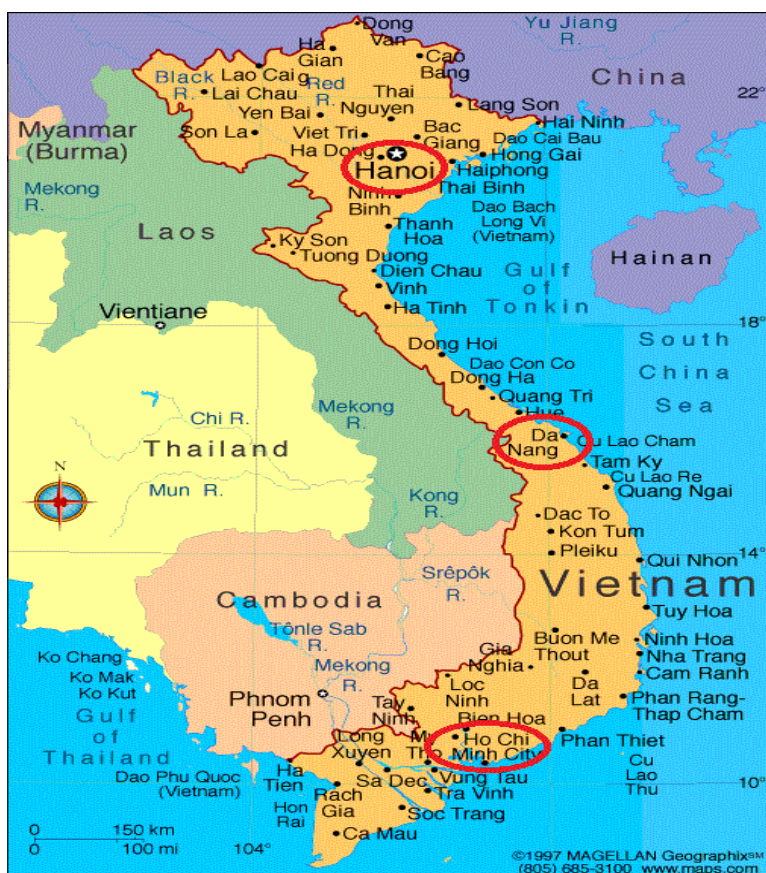 Dong
Van
Yu Jiang
R.
Ha
Gian
g
Cao
Bang
China
Black
R.
Lao Cai
Red
R.
Lai Chau
Thai
Nguyen
22°
Lang Son
Yen Bai
Myanmar
(Burma)
Son La
Viet Tri
Bac
Giang
Hai Ninh
Dao Cai Bau
Ha Dong
Hong Gai
Hanoi
Haiphong
Thai Binh
Mekong
R.
Ninh
Binh
Dao Bach
Long Vi
(Vietnam)
Laos
Thanh
Hoa
Ky Son
Tuong Duong
Hainan
Dien Chau
Gulf
of
Tonkin
Vinh
Vientiane
Ha Tinh
18°
South
China
Sea
Dong Hoi
Dao Con Co
Dong Ha
Quang Tri
Mekong
R.
Hue
Chi R.
Thailand
Da
Nang
Cu Lao Cham
Tam Ky
N
Cu Lao Re
Quang Ngai
Mun R.
Kong
R.
Dac To
Kon Tum
Pleiku
14°
Qui Nhon
Srêpôk
R.
Vietnam
Cambodia
Tuy Hoa
Tônle Sab
R.
Buon Me
Thout
Ninh Hoa
Nha Trang
Cam Ranh
Gia
Nghia
Ko Chang
Ko Mak
Ko Kut
Mekong
R.
Loc
Ninh
Da
Lat
Phnom
Penh
Tay
Ninh
Phan Rang-
Thap Cham
Gulf
of
Thailand
Bien Hoa
Long
Xuyen
My
Tho
Ho Chi
Minh City
Phan Thiet
Cu
Lao
Thu
Dao Phu Quoc
(Vietnam)
Ha
Tien
Sa Dec
Vung Tau
10°
Hon
Rai
Rach
Gia
Tra Vinh
Soc Trang
Ca Mau
0 150 km
0 100 mi
104°
©1997 MAGELLAN Geographix℠
(805) 685-3100 www.maps.com